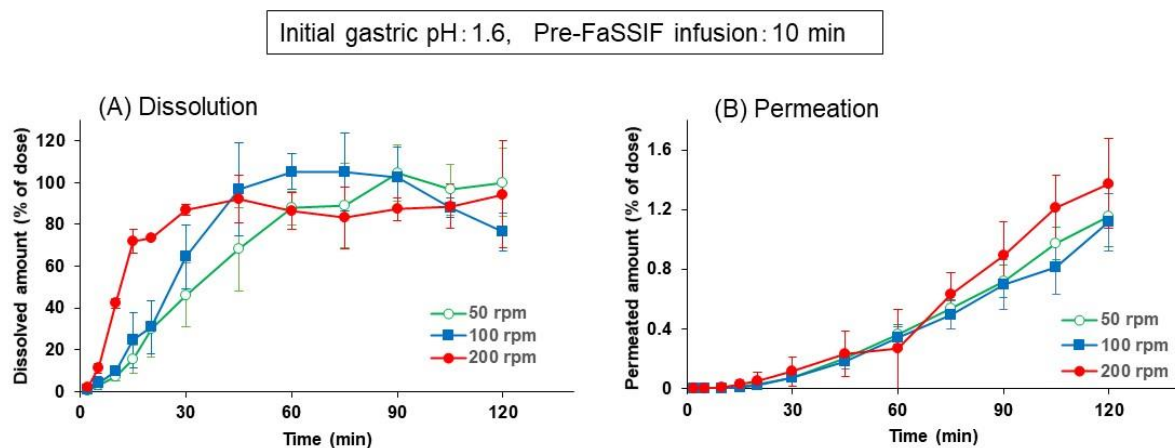 Initial gastric pH: 1.6, Pre-FaSSIF infusion: 10 min
(A) Dissolution
Dissolved amount (% of dose)
120
100
80
60
40
20
0
0
30
60
90
120
Time (min)
50 rpm
100 rpm
200 rpm
(B) Permeation
Permeated amount (% of dose)
1.6
1.2
0.8
0.4
0
0
30
60
90
120
Time (min)
50 rpm
100 rpm
200 rpm